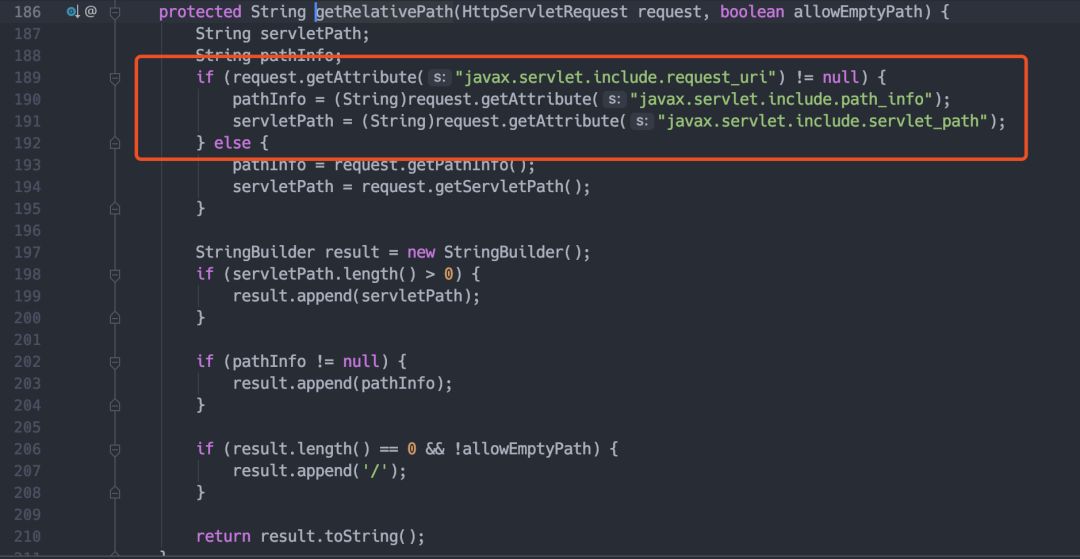 186 @ protected String getRelativePath(HttpServletRequest request, boolean allowEmptyPath) {
187 String servletPath;
188 String pathInfo;
189 if (request.getAttribute( s: "javax.servlet.include.request_uri") != null) {
190 pathInfo = (String)request.getAttribute( s: "javax.servlet.include.path_info");
191 servletPath = (String)request.getAttribute( s: "javax.servlet.include.servlet_path");
192 } else {
193 pathInfo = request.getPathInfo();
194 servletPath = request.getServletPath();
195 }
196
197 StringBuilder result = new StringBuilder();
198 if (servletPath.length() > 0) {
199 result.append(servletPath);
200 }
201
202 if (pathInfo != null) {
203 result.append(pathInfo);
204 }
205
206 if (result.length() == 0 && !allowEmptyPath) {
207 result.append('/');
208 }
209
210 return result.toString();
211 }